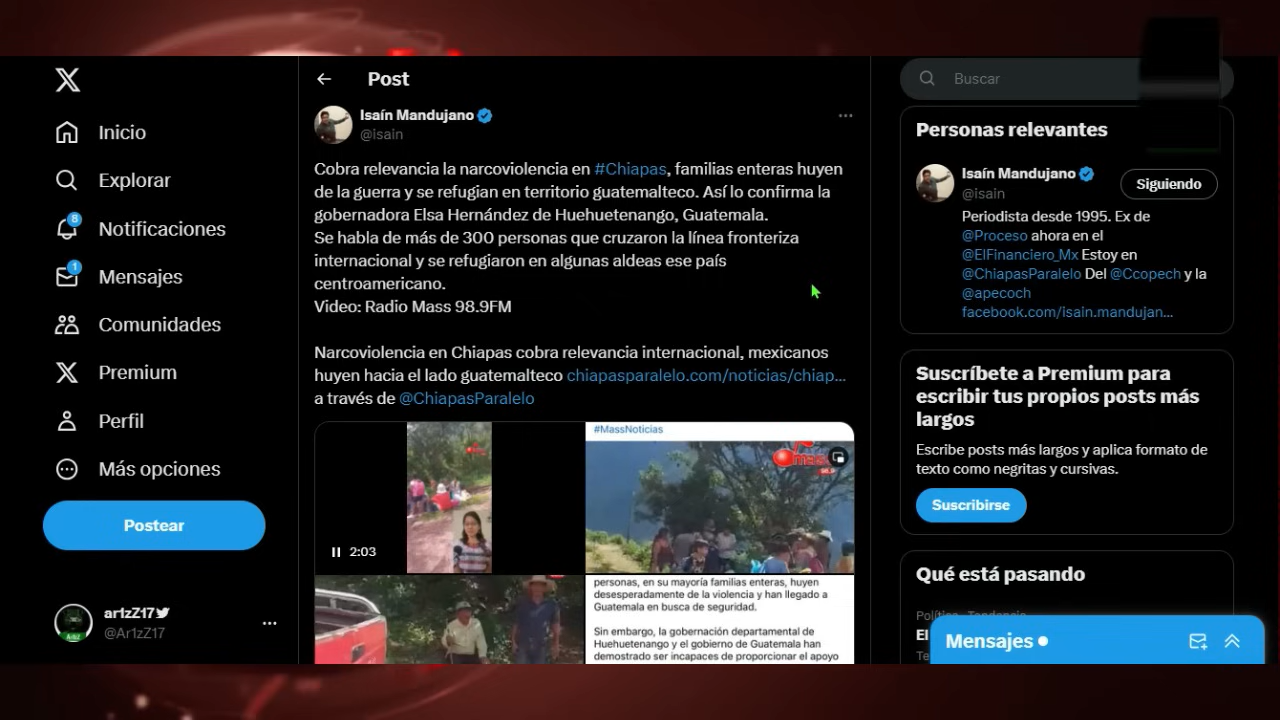 Inicio
Explorar
8
Notificaciones
1
Mensajes
Comunidades
Premium
Perfil
Más opciones
Postear
ar1zZ17
@Ar1zZ17
Post
Isaín Mandujano
@isain
Cobra relevancia la narcoviolencia en #Chiapas, familias enteras huyen
de la guerra y se refugian en territorio guatemalteco. Así lo confirma la
gobernadora Elsa Hernández de Huehuetenango, Guatemala.
Se habla de más de 300 personas que cruzaron la línea fronteriza
internacional y se refugiaron en algunas aldeas ese país
centroamericano.
Video: Radio Mass 98.9FM
Narcoviolencia en Chiapas cobra relevancia internacional, mexicanos
huyen hacia el lado guatemalteco chiapasparalelo.com/noticias/chiap...
a través de @ChiapasParalelo
2:03
#MassNoticias
mass
98.9
personas, en su mayoría familias enteras, huyen
desesperadamente de la violencia y han llegado a
Guatemala en busca de seguridad.
Sin embargo, la gobernación departamental de
Huehuetenango y el gobierno de Guatemala han
demostrado ser incapaces de proporcionar el apoyo
Buscar
Personas relevantes
Isaín Mandujano
@isain
Siguiendo
Periodista desde 1995. Ex de
@Proceso ahora en el
@ElFinanciero_Mx Estoy en
@ChiapasParalelo Del @Ccopech y la
@apecoch
facebook.com/isain.mandujan...
Suscríbete a Premium para
escribir tus propios posts más
largos
Escribe posts más largos y aplica formato de
texto como negritas y cursivas.
Suscribirse
Qué está pasando
Política · Tendencia
El
Te
Mensajes